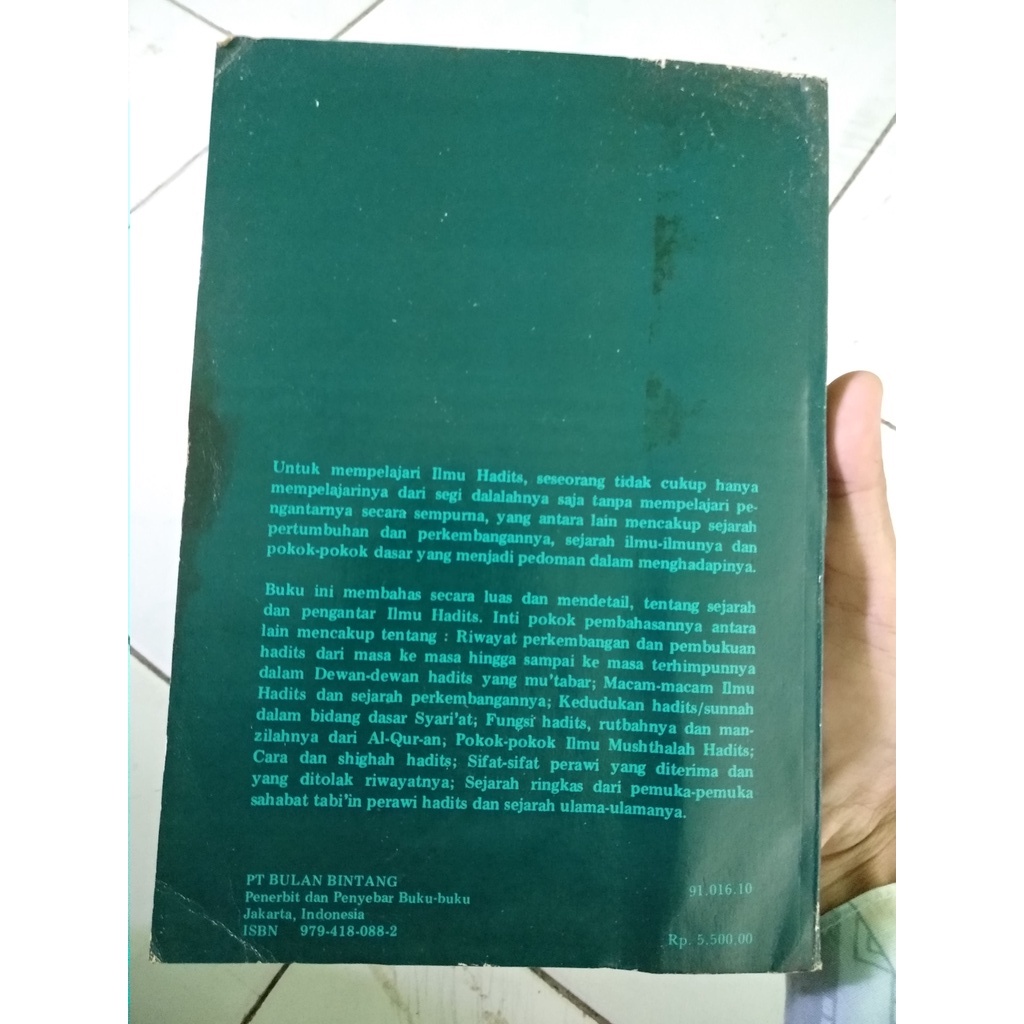 Untuk mempelajari Ilmu Hadits, seseorang tidak cukup hanya
mempelajarinya dari segi dalalahnya saja tanpa mempelajari pe-
ngantarnya secara sempurna, yang antara lain mencakup sejarah
pertumbuhan dan perkembangannya, sejarah ilmu-ilmunya dan
pokok-pokok dasar yang menjadi pedoman dalam menghadapinya.
Buku ini membahas secara luas dan mendetail, tentang sejarah
dan pengantar Ilmu Hadits. Inti pokok pembahasannya antara
lain mencakup tentang : Riwayat perkembangan dan pembukuan
hadits dari masa ke masa hingga sampai ke masa terhimpunnya
dalam Dewan-dewan hadits yang mu'tabar; Macam-macam Ilmu
Hadits dan sejarah perkembangannya; Kedudukan hadits/sunnah
dalam bidang dasar Syari'at; Fungsi hadits, rutbahnya dan man-
zilahnya dari Al-Qur-an; Pokok-pokok Ilmu Mushthalah Hadits;
Cara dan shighah hadits; Sifat-sifat perawi yang diterima dan
yang ditolak riwayatnya; Sejarah ringkas dari pemuka-pemuka
sahabat tabi'in perawi hadits dan sejarah ulama-ulamanya.
PT BULAN BINTANG
Penerbit dan Penyebar Buku-buku
Jakarta, Indonesia
ISBN 979-418-088-2
91.016.10
Rp. 5.500,00